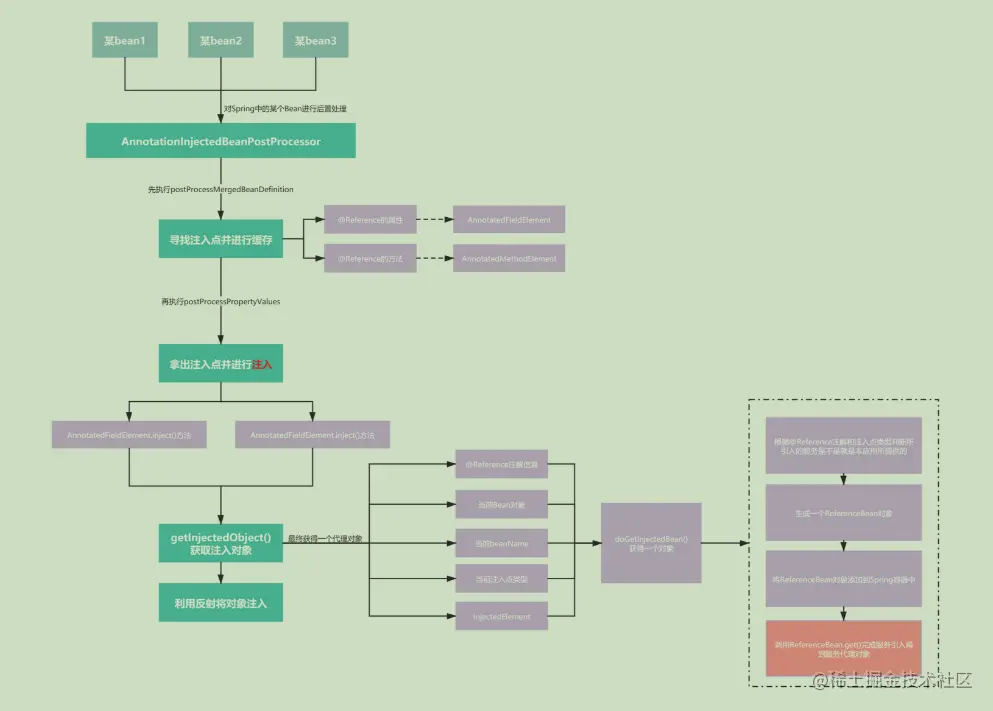 某bean1
某bean2
某bean3
对Spring中的某个Bean进行后置处理
AnnotationInjectedBeanPostProcessor
先执行postProcessMergedBeanDefinition
寻找注入点并进行缓存
@Reference的属性
AnnotatedFieldElement
@Reference的方法
AnnotatedMethodElement
再执行postProcessPropertyValues
拿出注入点并进行注入
AnnotatedFieldElement.inject()方法
AnnotatedFieldElement.inject()方法
getInjectedObject()
获取注入对象
最终获得一个代理对象
利用反射将对象注入
@Reference注解信息
当前Bean对象
当前beanName
当前注入点类型
InjectedElement
doGetInjectedBean()
获得一个对象
根据@Reference注解和注入点类型判断所
引入的服务是不是就是本应用所提供的
生成一个ReferenceBean对象
将ReferenceBean对象添加到Spring容器中
调用ReferenceBean.get()完成服务引入得
到服务代理对象
@稀土掘金技术社区